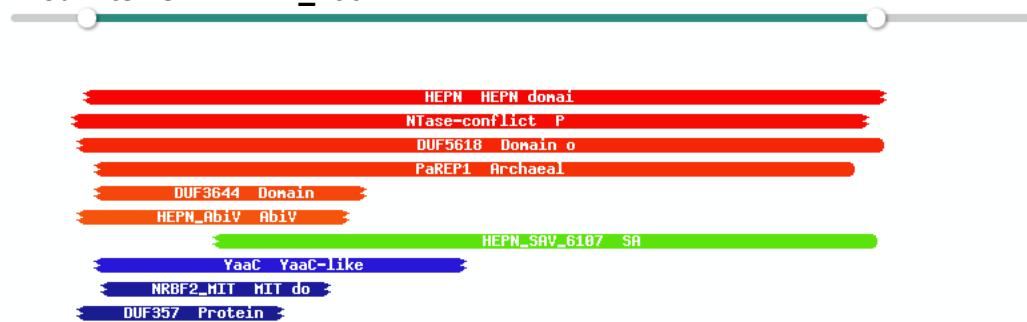 HEPN HEPN domai
NTase-conflict P
DUF5618 Domain o
PaREP1 Archaeal
DUF3644 Domain
HEPN_AbiV AbiV
HEPN_SAV_6107 SA
YaaC YaaC-like
NRBF2_MIT MIT do
DUF357 Protein